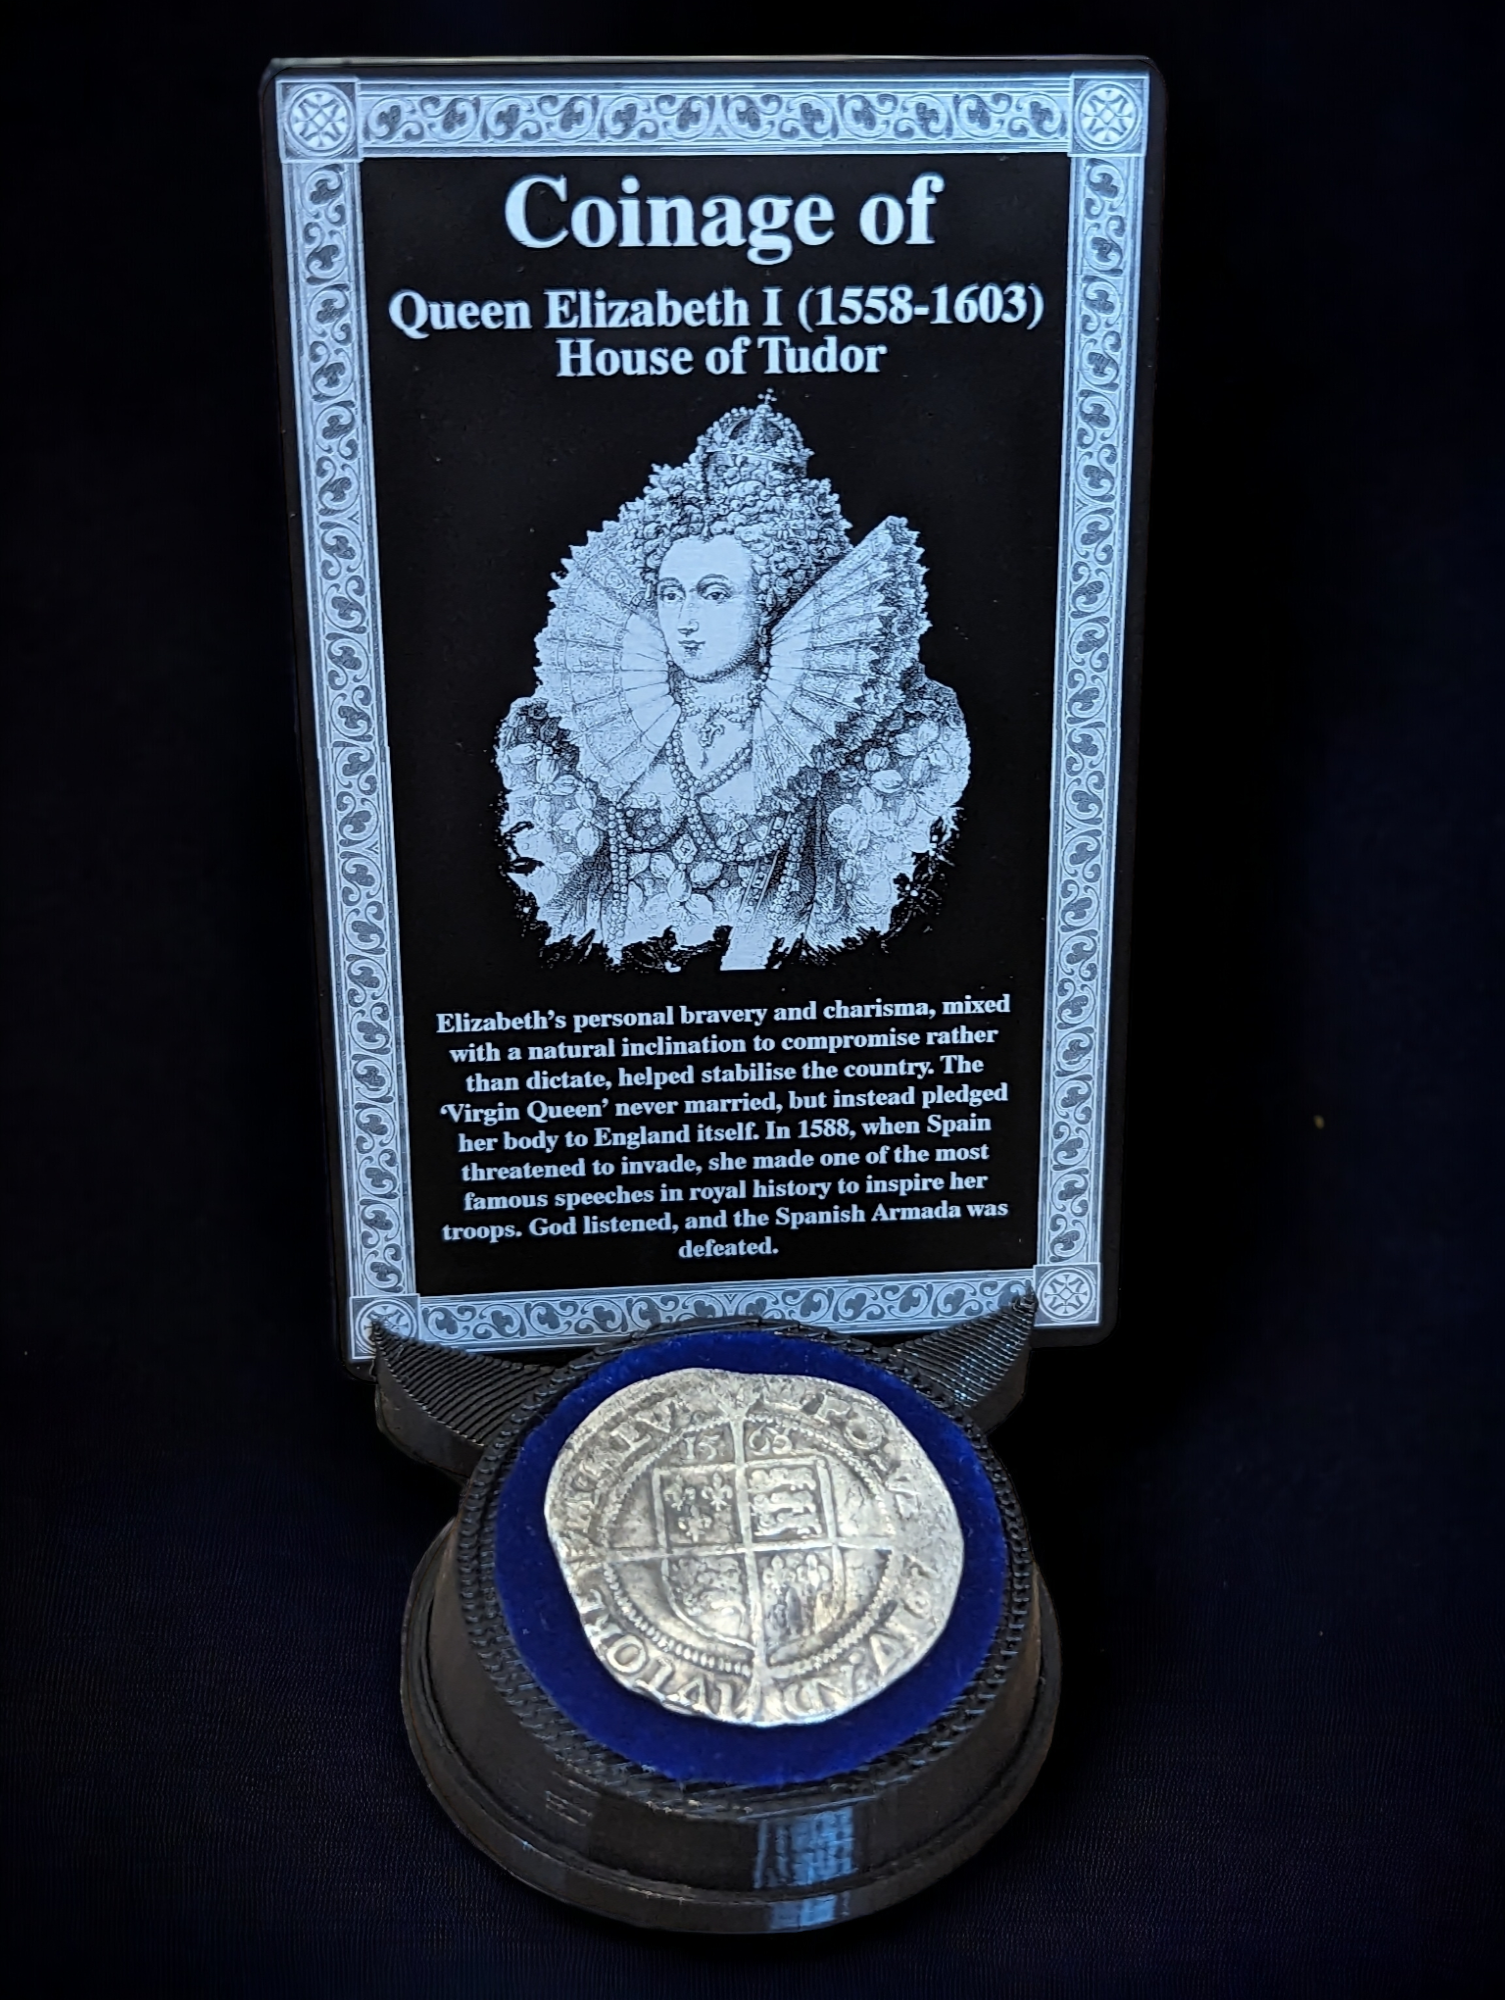 Coinage of
Queen Elizabeth I (1558-1603)
House of Tudor
Elizabeth's personal bravery and charisma, mixed
with a natural inclination to compromise rather
than dictate, helped stabilise the country. The
‘Virgin Queen’ never married, but instead pledged
her body to England itself. In 1588, when Spain
threatened to invade, she made one of the most
famous speeches in royal history to inspire her
troops. God listened, and the Spanish Armada was
defeated.
15 68